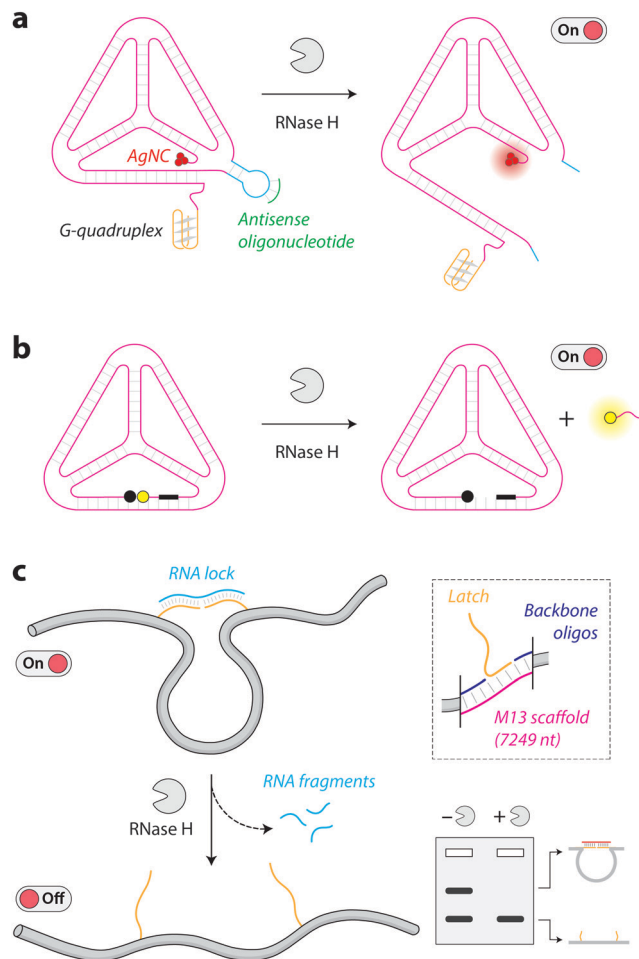 a
On
RNase H
AgNC
G-quadruplex
Antisense
oligonucleotide
b
On
RNase H
+
c
RNA lock
On
Latch
Backbone
oligos
M13 scaffold
(7249 nt)
RNase H
RNA fragments
Off
– +